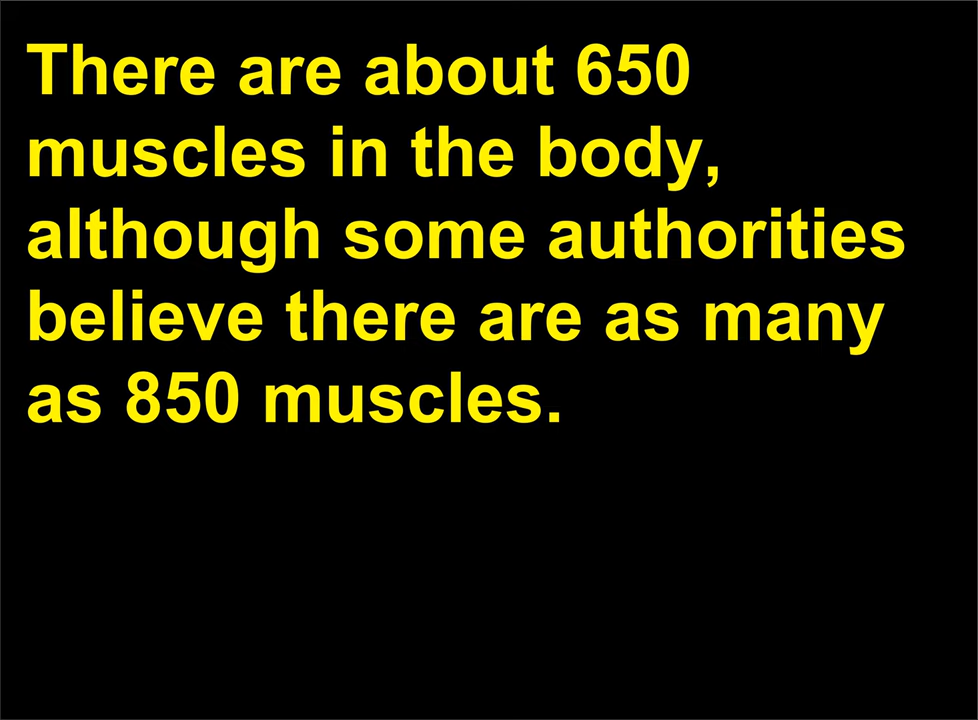 There are about 650
muscles in the body,
although some authorities
believe there are as many
as 850 muscles.